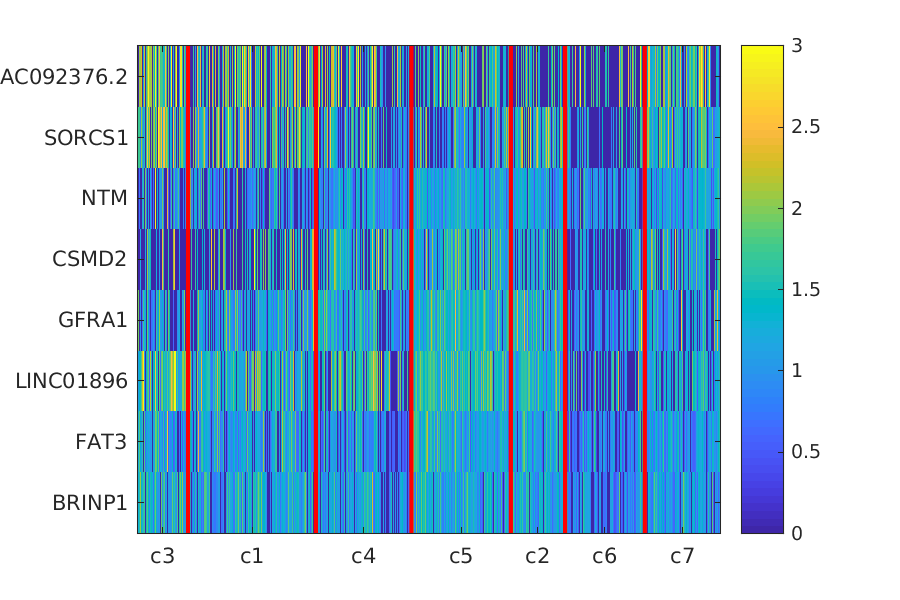 AC092376.2
SORCS1
NTM
CSMD2
GFRA1
LINC01896
FAT3
BRINP1
c3 c1 c4 c5 c2 c6 c7
3
2.5
2
1.5
1
0.5
0